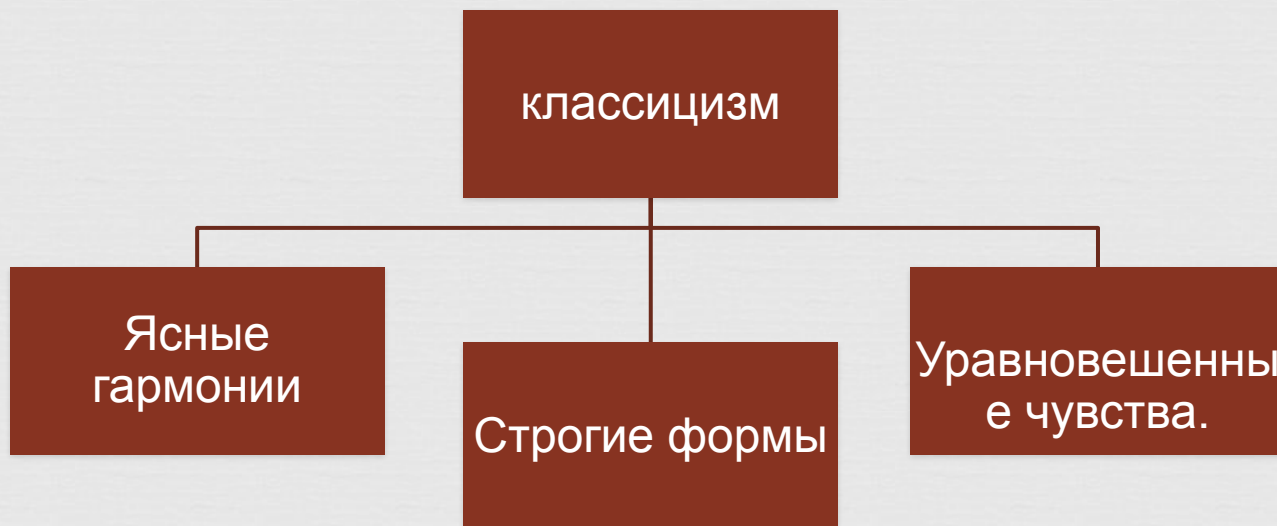 классицизм
Ясные
гармонии
Строгие формы
Уравновешенны
е чувства.